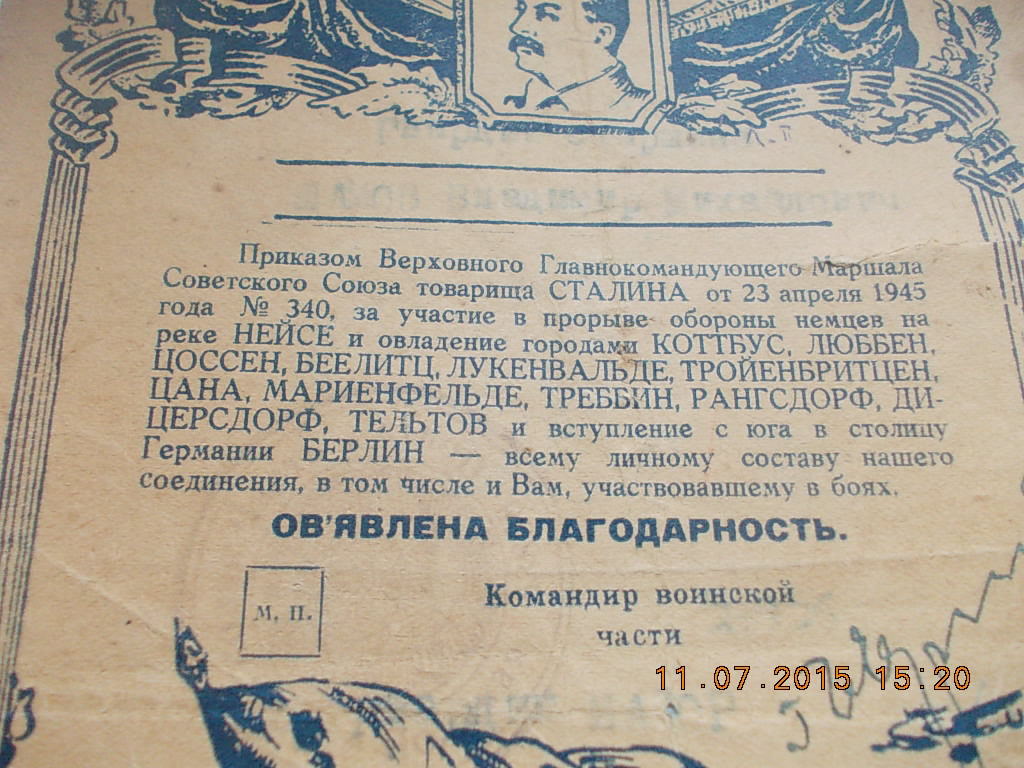 Приказом Верховного Главнокомандующего Маршала
Советского Союза товарища СТАЛИНА от 23 апреля 1945
года № 340, за участие в прорыве обороны немцев на
реке НЕЙСЕ и овладение городами КОТТБУС, ЛЮББЕН,
ЦОССЕН, БЕЕЛИТЦ, ЛУКЕНВАЛЬДЕ, ТРОЙЕНБРИТЦЕН,
ЦАНА, МАРИЕНФЕЛЬДЕ, ТРЕББИН, РАНГСДОРФ, ДИ-
ЦЕРСДОРФ, ТЕЛЬТОВ и вступление с юга в столицу
Германии БЕРЛИН — всему личному составу нашего
соединения, в том числе и Вам, участвовавшему в боях,
ОВ'ЯВЛЕНА БЛАГОДАРНОСТЬ.
М. П.
Командир воинской
части
11.07.2015 15:20